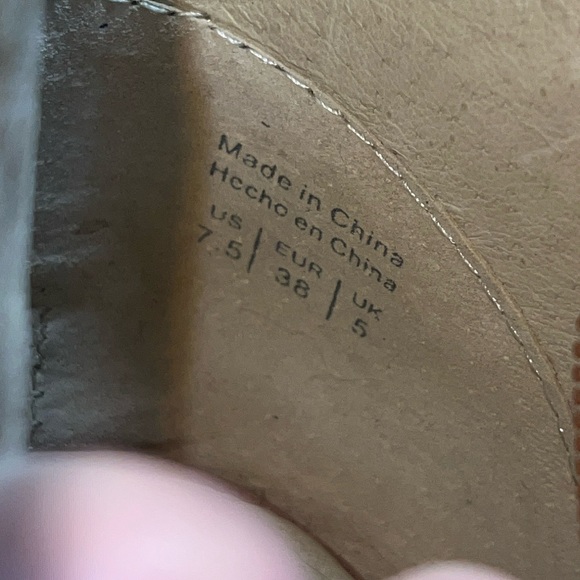 Made in China
Hecho en China
US | EUR | UK
7.5 | 38 | 5